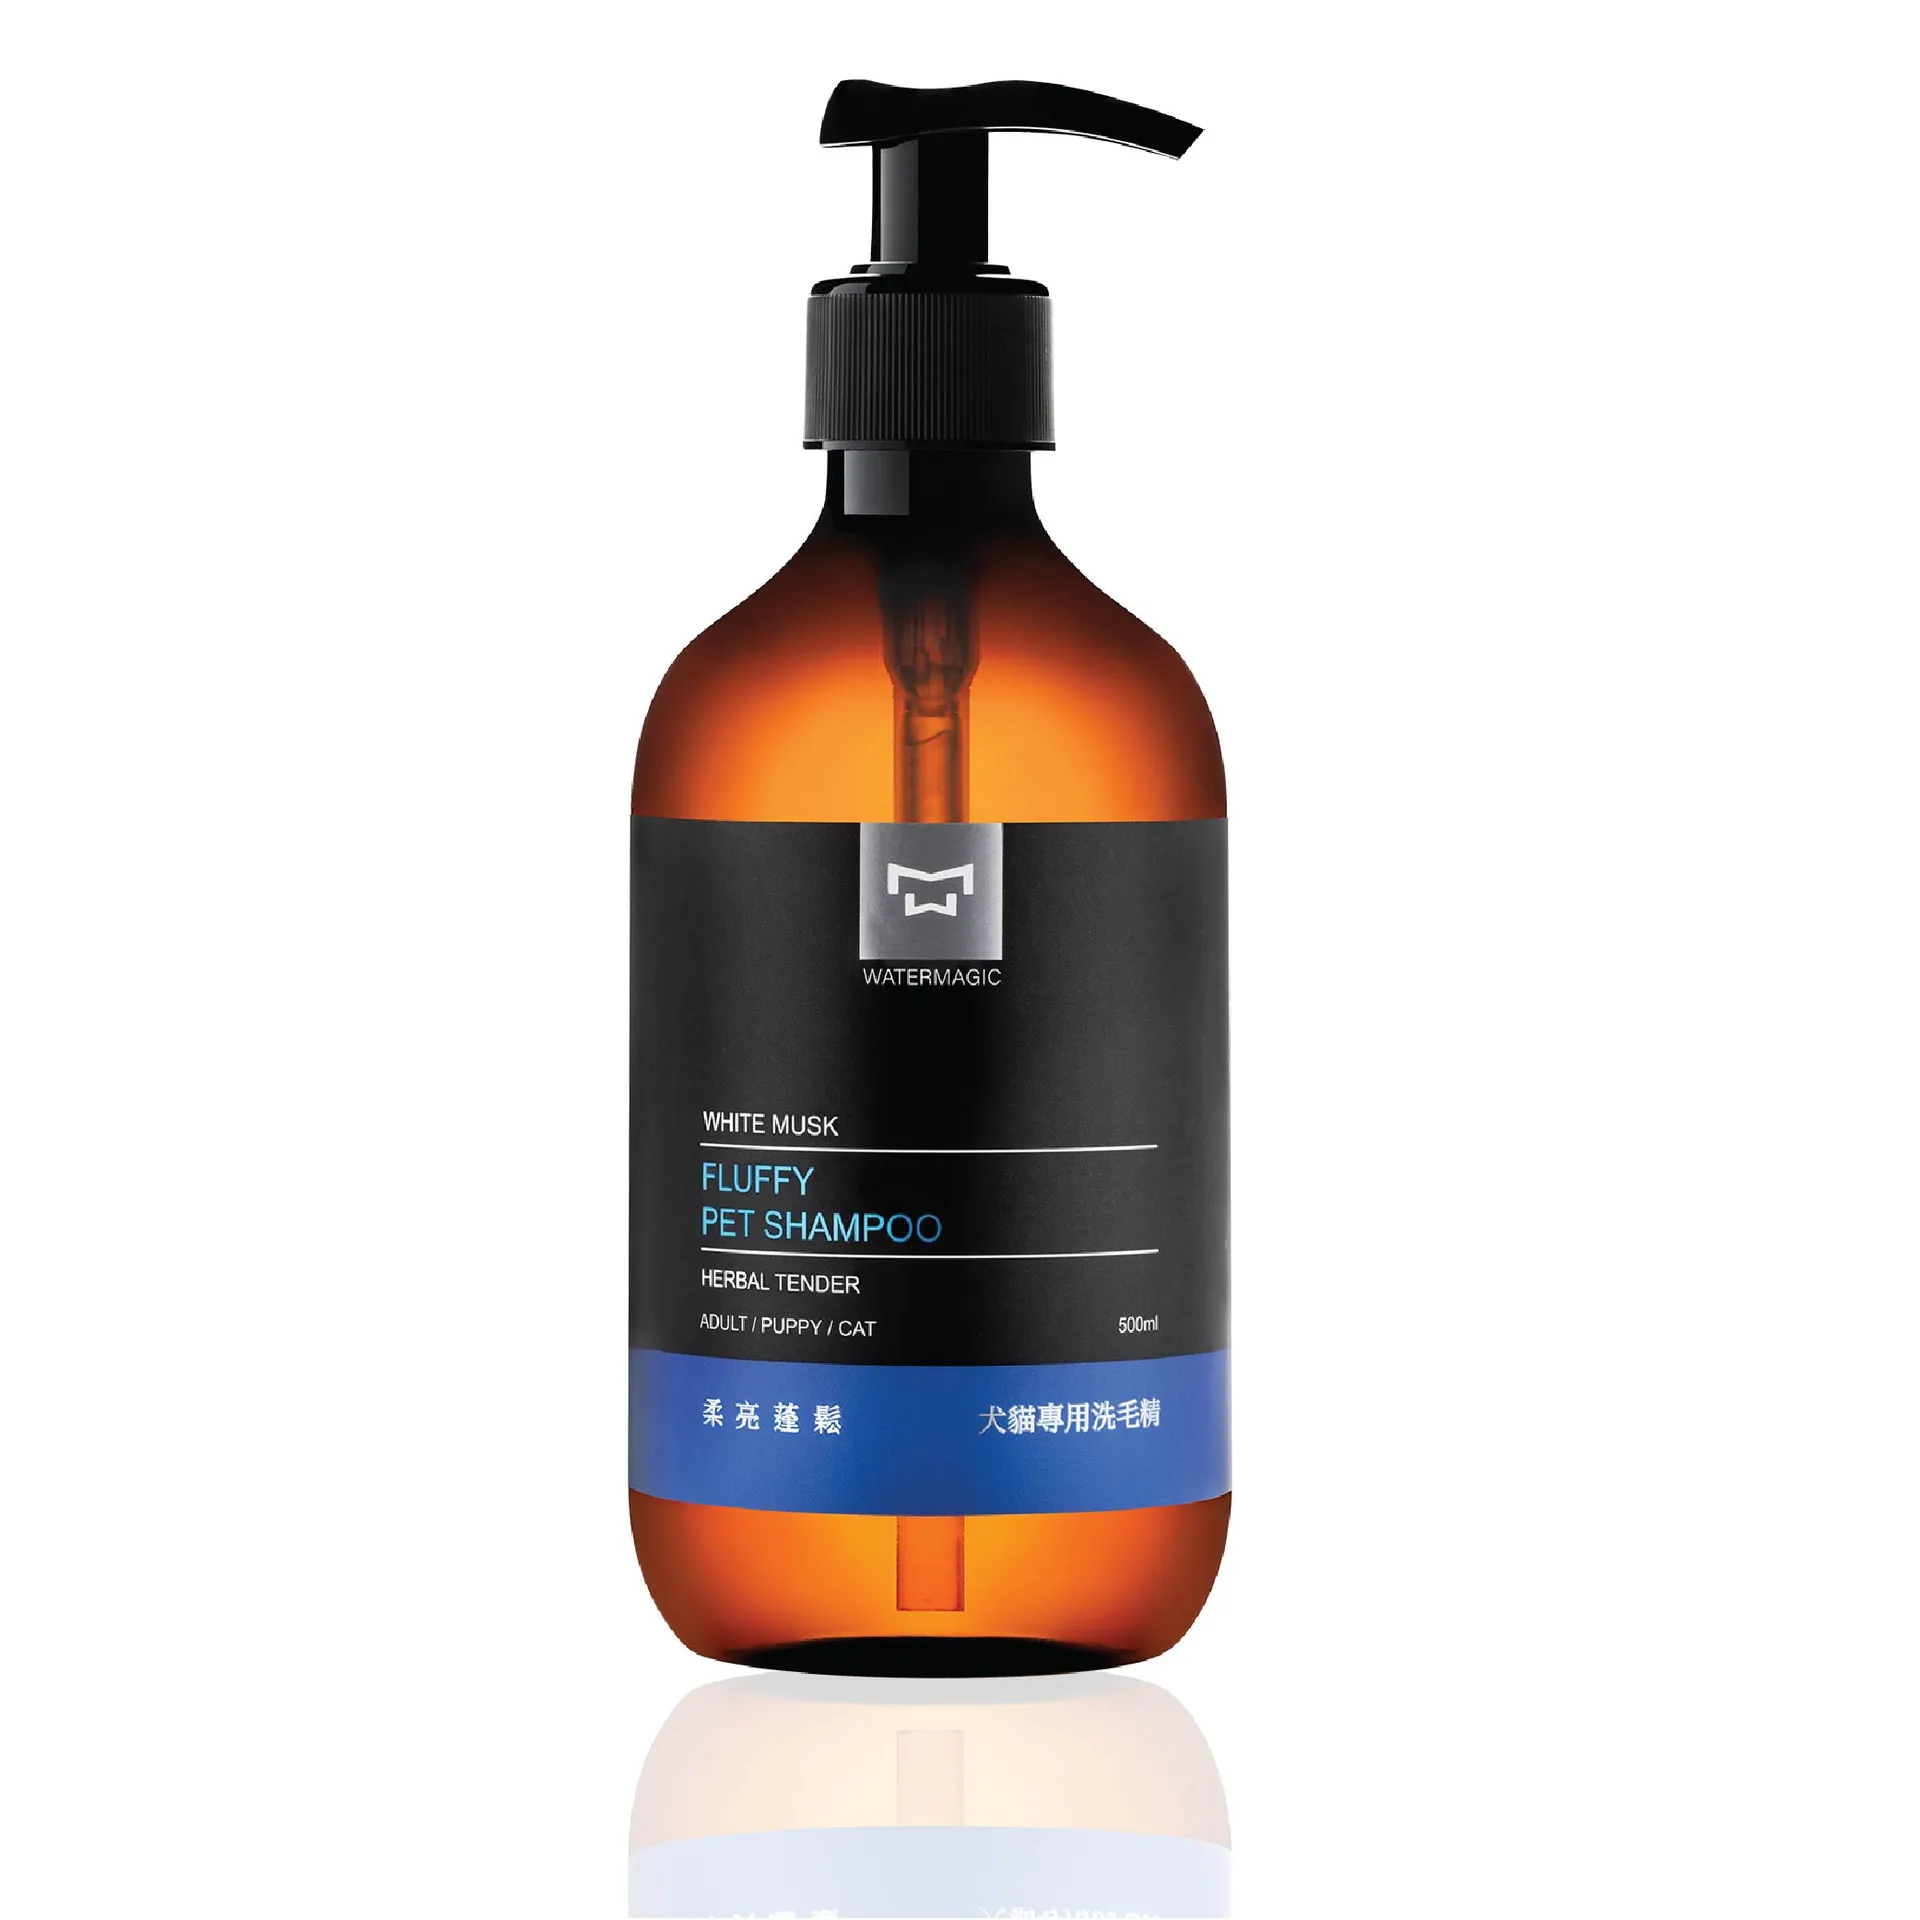 WATERMAGIC
WHITE MUSK
FLUFFY
PET SHAMPOO
HERBAL TENDER
ADULT / PUPPY / CAT 500ml
柔亮蓬鬆 犬貓專用洗毛精